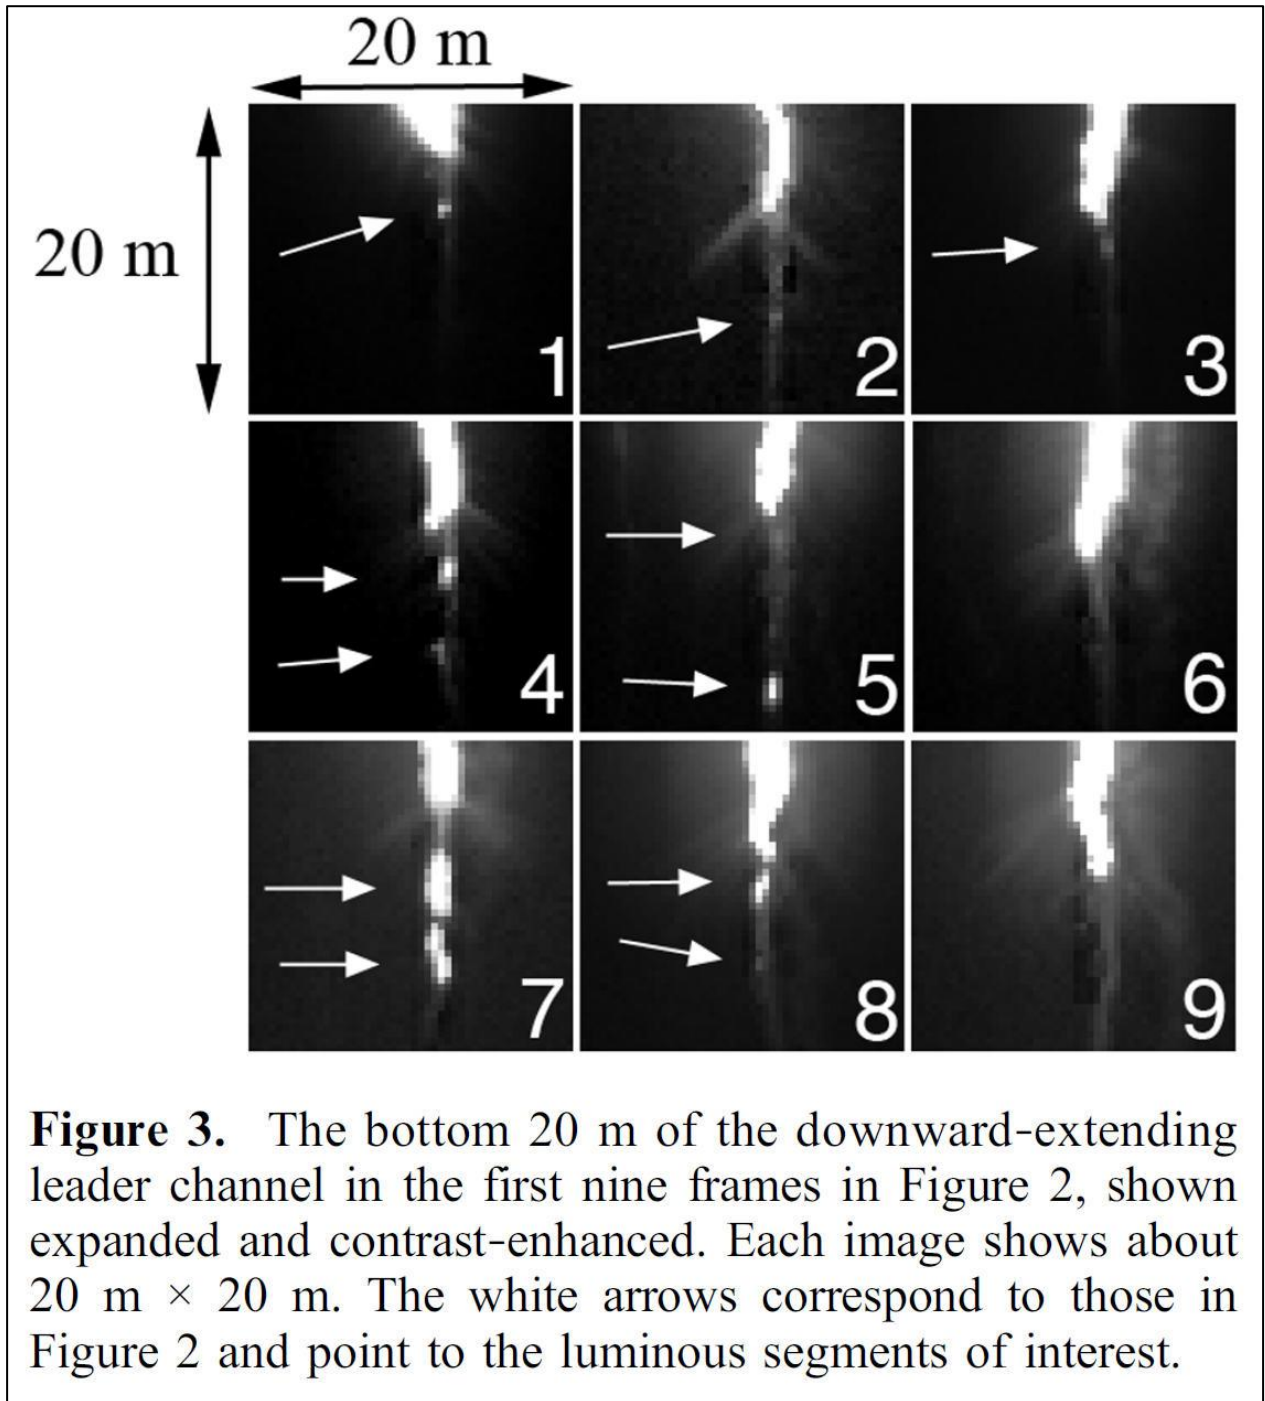 20 m
20 m
1
2
3
4
5
6
7
8
9
Figure 3. The bottom 20 m of the downward-extending
leader channel in the first nine frames in Figure 2, shown
expanded and contrast-enhanced. Each image shows about
20 m × 20 m. The white arrows correspond to those in
Figure 2 and point to the luminous segments of interest.